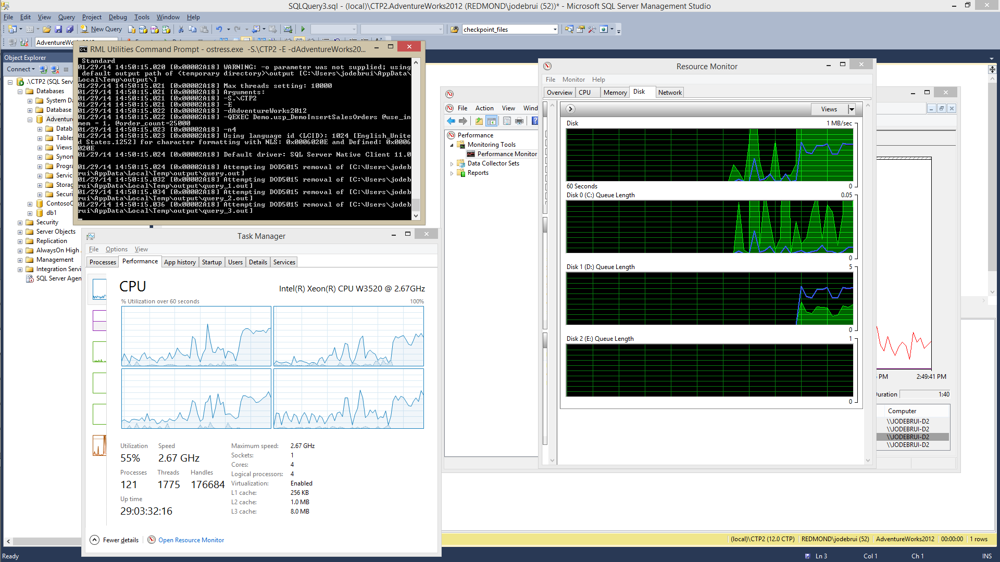 SQLQuery3.sql - (local)\CTP2.AdventureWorks2012 (REDMOND\jodebrui (52))* - Microsoft SQL Server Management Studio
File Edit View Query Project Debug Tools Window Help
New Query
checkpoint_files
Object Explorer
Connect
.\CTP2 (SQL Serv
Databases
System Da
Database
Adventur
Datab
Tables
Views
Synon
Progra
Servic
Storag
Securi
ContosoO
db1
Security
Server Objects
Replication
AlwaysOn High
Management
Integration Servi
SQL Server Agen
RML Utilities Command Prompt - ostress.exe -S.\CTP2 -E -dAdventureWorks20...
Standard
01/29/14 14:50:15.020 [0x00002A18] WARNING: -o parameter was not supplied; using
default output path of <temporary directory>\output [C:\Users\jodebrui\AppData\
Local\Temp\output\]
01/29/14 14:50:15.021 [0x00002A18] Max threads setting: 10000
01/29/14 14:50:15.021 [0x00002A18] Arguments:
01/29/14 14:50:15.021 [0x00002A18] -S.\CTP2
01/29/14 14:50:15.021 [0x00002A18] -E
01/29/14 14:50:15.022 [0x00002A18] -dAdventureWorks2012
01/29/14 14:50:15.022 [0x00002A18] -QEXEC Demo.usp_DemoInsertSalesOrders @use_in
mem = 1, @order_count=25000
01/29/14 14:50:15.023 [0x00002A18] -n4
01/29/14 14:50:15.023 [0x00002A18] Using language id (LCID): 1024 [English_Unite
d States.1252] for character formatting with NLS: 0x0006020E and Defined: 0x0006
020E
01/29/14 14:50:15.024 [0x00002A18] Default driver: SQL Server Native Client 11.0
01/29/14 14:50:15.024 [0x00002A18] Attempting DOD5015 removal of [C:\Users\jodeb
rui\AppData\Local\Temp\output\query.out]
01/29/14 14:50:15.032 [0x00002A18] Attempting DOD5015 removal of [C:\Users\jodeb
rui\AppData\Local\Temp\output\query_1.out]
01/29/14 14:50:15.034 [0x00002A18] Attempting DOD5015 removal of [C:\Users\jodeb
rui\AppData\Local\Temp\output\query_2.out]
01/29/14 14:50:15.036 [0x00002A18] Attempting DOD5015 removal of [C:\Users\jodeb
rui\AppData\Local\Temp\output\query_3.out]
Task Manager
File Options View
Processes Performance App history Startup Users Details Services
CPU
Intel(R) Xeon(R) CPU W3520 @ 2.67GHz
% Utilization over 60 seconds
100%
Utilization Speed
55% 2.67 GHz
Processes Threads Handles
121 1775 176684
Up time
29:03:32:16
Maximum speed: 2.67 GHz
Sockets: 1
Cores: 4
Logical processors: 4
Virtualization: Enabled
L1 cache: 256 KB
L2 cache: 1.0 MB
L3 cache: 8.0 MB
Fewer details
Open Resource Monitor
File Action View Wind
Performance
Monitoring Tools
Performance Monitor
Data Collector Sets
Reports
Resource Monitor
File Monitor Help
Overview CPU Memory Disk Network
Views
Disk 1 MB/sec
60 Seconds 0
Disk 0 (C:) Queue Length 0.05
0
Disk 1 (D:) Queue Length 5
0
Disk 2 (E:) Queue Length 1
0
PM 2:49:41 PM
uration 1:40
Computer
\\JODEBRUI-D2
\\JODEBRUI-D2
\\JODEBRUI-D2
\\JODEBRUI-D2
(local)\CTP2 (12.0 CTP) REDMOND\jodebrui (52) AdventureWorks2012 00:00:00 1 rows
Ready
Ln 3 Col 1 Ch 1 INS